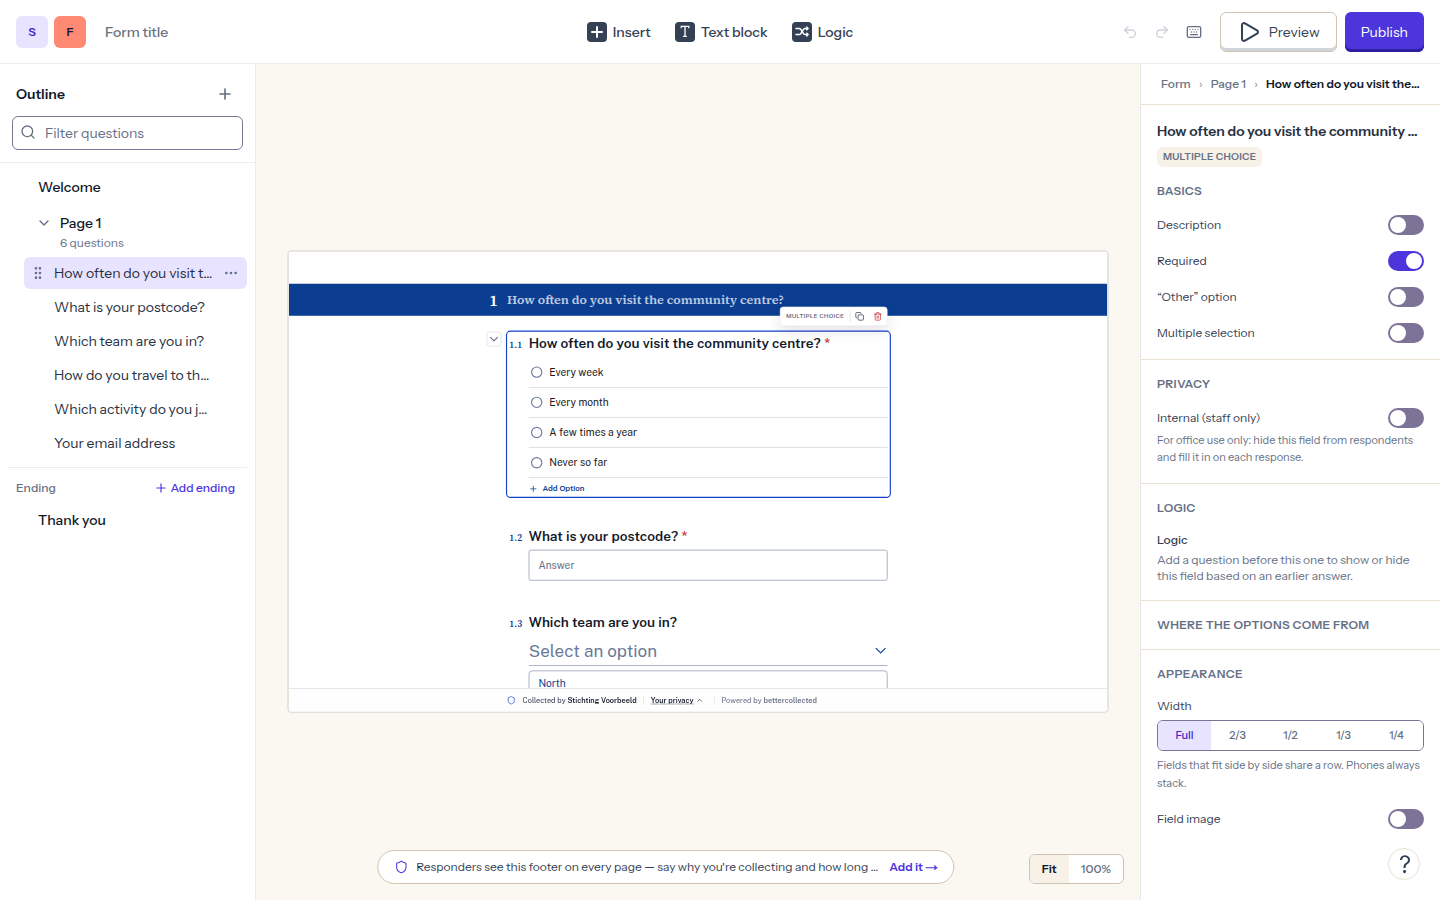 S
F
Form title
Insert
Text block
Logic
Preview
Publish
Outline
Filter questions
Welcome
Page 1
6 questions
How often do you visit t...
What is your postcode?
Which team are you in?
How do you travel to th...
Which activity do you j...
Your email address
Ending
Add ending
Thank you
1 How often do you visit the community centre?
MULTIPLE CHOICE
1.1 How often do you visit the community centre? *
Every week
Every month
A few times a year
Never so far
Add Option
1.2 What is your postcode? *
Answer
1.3 Which team are you in?
Select an option
North
Collected by Stichting Voorbeeld
Your privacy
Powered by bettercollected
Responders see this footer on every page — say why you're collecting and how long ...
Add it →
Fit
100%
Form › Page 1 › How often do you visit the...
How often do you visit the community ...
MULTIPLE CHOICE
BASICS
Description
Required
“Other” option
Multiple selection
PRIVACY
Internal (staff only)
For office use only: hide this field from respondents
and fill it in on each response.
LOGIC
Logic
Add a question before this one to show or hide
this field based on an earlier answer.
WHERE THE OPTIONS COME FROM
APPEARANCE
Width
Full 2/3 1/2 1/3 1/4
Fields that fit side by side share a row. Phones always
stack.
Field image
?